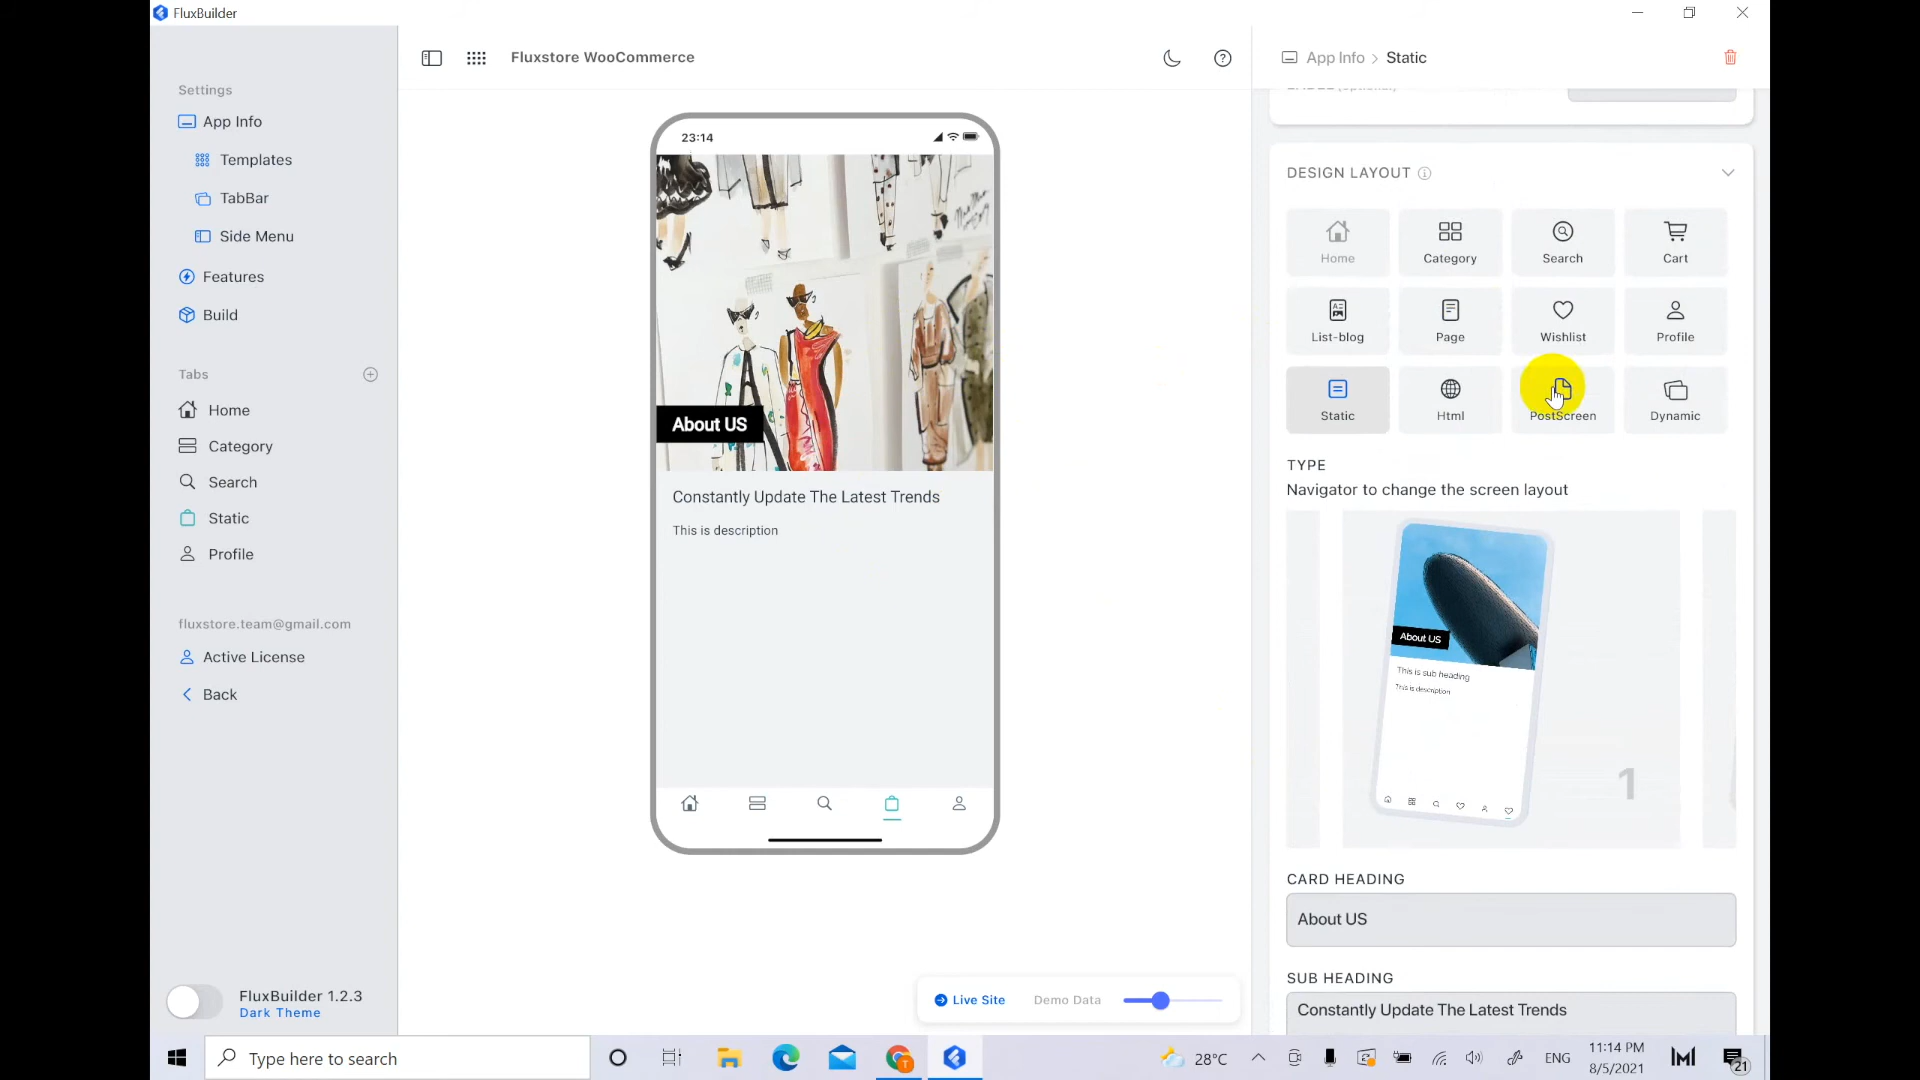 FluxBuilder
Settings
App Info
Templates
TabBar
Side Menu
Features
Build
Tabs
Home
Category
Search
Static
Profile
fluxstore.team@gmail.com
Active License
Back
FluxBuilder 1.2.3
Dark Theme
Fluxstore WooCommerce
23:14
About US
Constantly Update The Latest Trends
This is description
Live Site
Demo Data
App Info > Static
DESIGN LAYOUT
Home
Category
Search
Cart
List-blog
Page
Wishlist
Profile
Static
Html
PostScreen
Dynamic
TYPE
Navigator to change the screen layout
About US
This is sub heading
This is description
1
CARD HEADING
About US
SUB HEADING
Constantly Update The Latest Trends
Type here to search
28°C
ENG
11:14 PM
8/5/2021
21